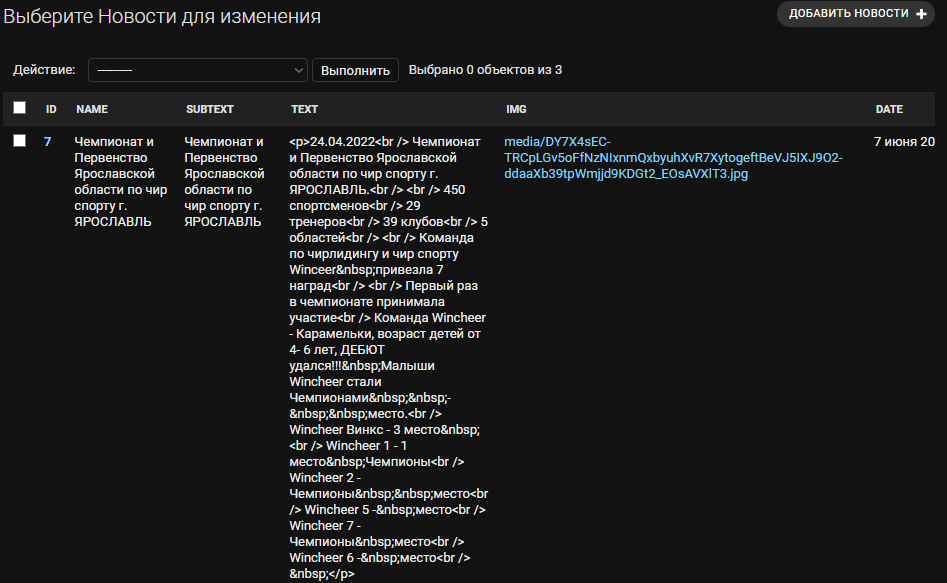 Выберите Новости для изменения
ДОБАВИТЬ НОВОСТИ +
Действие: --------- Выполнить Выбрано 0 объектов из 3
ID NAME SUBTEXT TEXT IMG DATE
7
Чемпионат и
Первенство
Ярославской
области по чир
спорту г.
ЯРОСЛАВЛЬ
Чемпионат и
Первенство
Ярославской
области по
чир спорту г.
ЯРОСЛАВЛЬ
<p>24.04.2022<br /> Чемпионат
и Первенство Ярославской
области по чир спорту г.
ЯРОСЛАВЛЬ.<br /> <br /> 450
спортсменов<br /> 29
тренеров<br /> 39 клубов<br /> 5
областей<br /> <br /> Команда
по чирлидингу и чир спорту
Winceer&nbsp;привезла 7
наград<br /> <br /> Первый раз
в чемпионате принимала
участие<br /> Команда Wincheer
- Карамельки, возраст детей от
4- 6 лет, ДЕБЮТ
удался!!!&nbsp;Малыши
Wincheer стали
Чемпионами&nbsp;&nbsp;-
&nbsp;&nbsp;место.<br />
Wincheer Винкс - 3 место&nbsp;
<br /> Wincheer 1 - 1
место&nbsp;Чемпионы<br />
Wincheer 2 -
Чемпионы&nbsp;&nbsp;место<br
/> Wincheer 5 -&nbsp;место<br />
Wincheer 7 -
Чемпионы&nbsp;место<br />
Wincheer 6 -&nbsp;место<br />
&nbsp;</p>
media/DY7X4sEC-
TRCpLGv5oFfNzNIxnmQxbyuhXvR7XytogeftBeVJ5IXJ9O2-
ddaaXb39tpWmjjd9KDGt2_EOsAVXlT3.jpg
7 июня 20